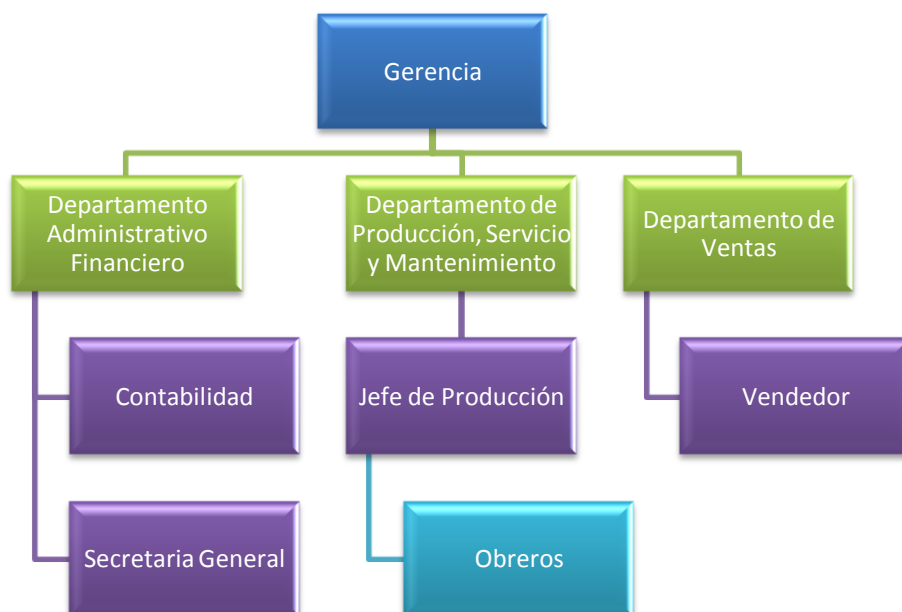 Gerencia
Departamento
Administrativo
Financiero
Departamento de
Producción, Servicio
y Mantenimiento
Departamento de
Ventas
Contabilidad
Jefe de Producción
Vendedor
Secretaria General
Obreros